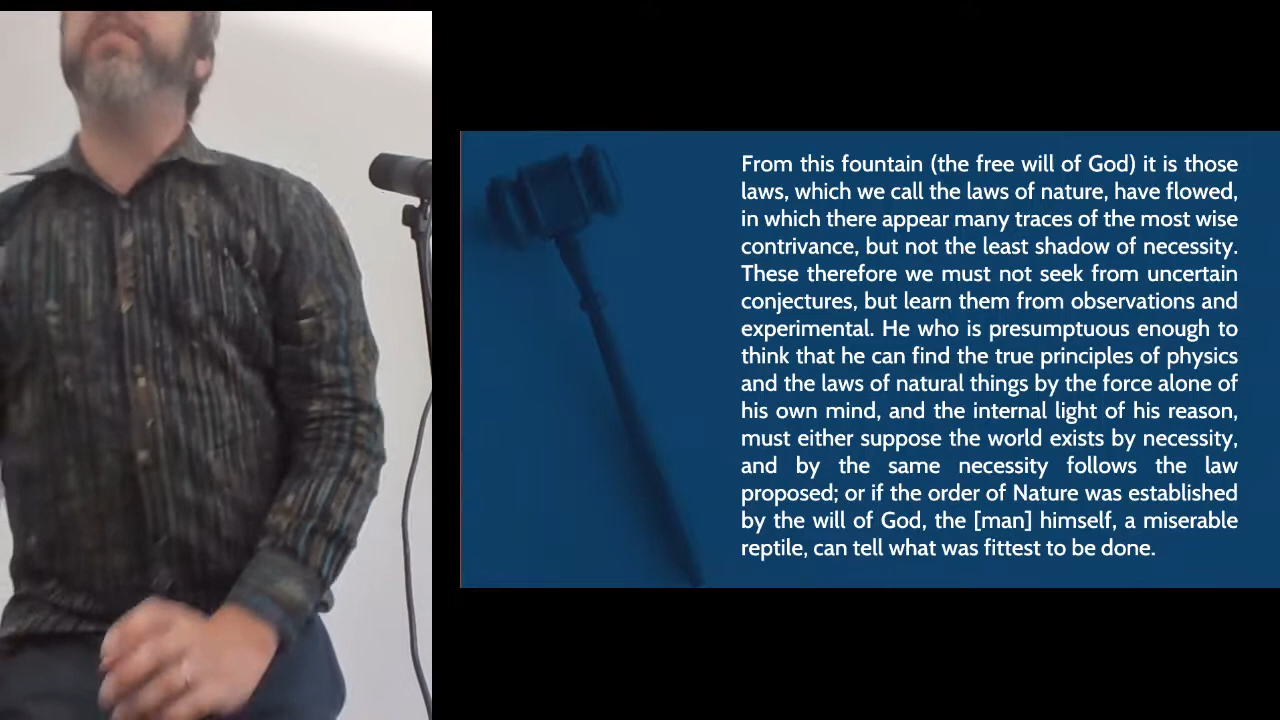 From this fountain (the free will of God) it is those
laws, which we call the laws of nature, have flowed,
in which there appear many traces of the most wise
contrivance, but not the least shadow of necessity.
These therefore we must not seek from uncertain
conjectures, but learn them from observations and
experimental. He who is presumptuous enough to
think that he can find the true principles of physics
and the laws of natural things by the force alone of
his own mind, and the internal light of his reason,
must either suppose the world exists by necessity,
and by the same necessity follows the law
proposed; or if the order of Nature was established
by the will of God, the [man] himself, a miserable
reptile, can tell what was fittest to be done.